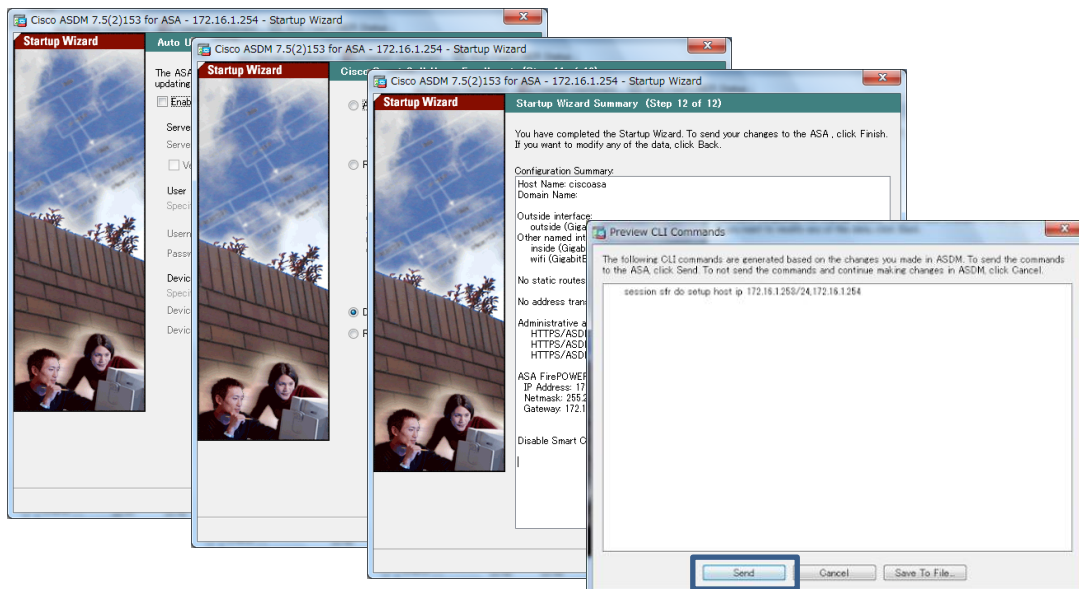 Cisco ASDM 7.5(2)153 for ASA - 172.16.1.254 - Startup Wizard
Startup Wizard
Auto U
The ASA
updating
Enab
Serve
Serve
Ve
User
Speci
Usern
Passw
Devic
Speci
Devic
Devic
Cisco ASDM 7.5(2)153 for ASA - 172.16.1.254 - Startup Wizard
Startup Wizard
Cisco
Cisco ASDM 7.5(2)153 for ASA - 172.16.1.254 - Startup Wizard
Startup Wizard
Startup Wizard Summary (Step 12 of 12)
You have completed the Startup Wizard. To send your changes to the ASA , click Finish.
If you want to modify any of the data, click Back.
Configuration Summary:
Host Name: ciscoasa
Domain Name:
Outside interface:
outside (Giga
Other named int
inside (Gigab
wifi (GigabitE
No static routes
No address tran
Administrative a
HTTPS/ASD
HTTPS/ASD
HTTPS/ASD
ASA FirePOWER
IP Address: 17
Netmask: 255.2
Gateway: 172.1
Disable Smart C
Preview CLI Commands
The following CLI commands are generated based on the changes you made in ASDM. To send the commands
to the ASA, click Send. To not send the commands and continue making changes in ASDM, click Cancel.
session sfr do setup host ip 172.16.1.253/24,172.16.1.254
Send
Cancel
Save To File...